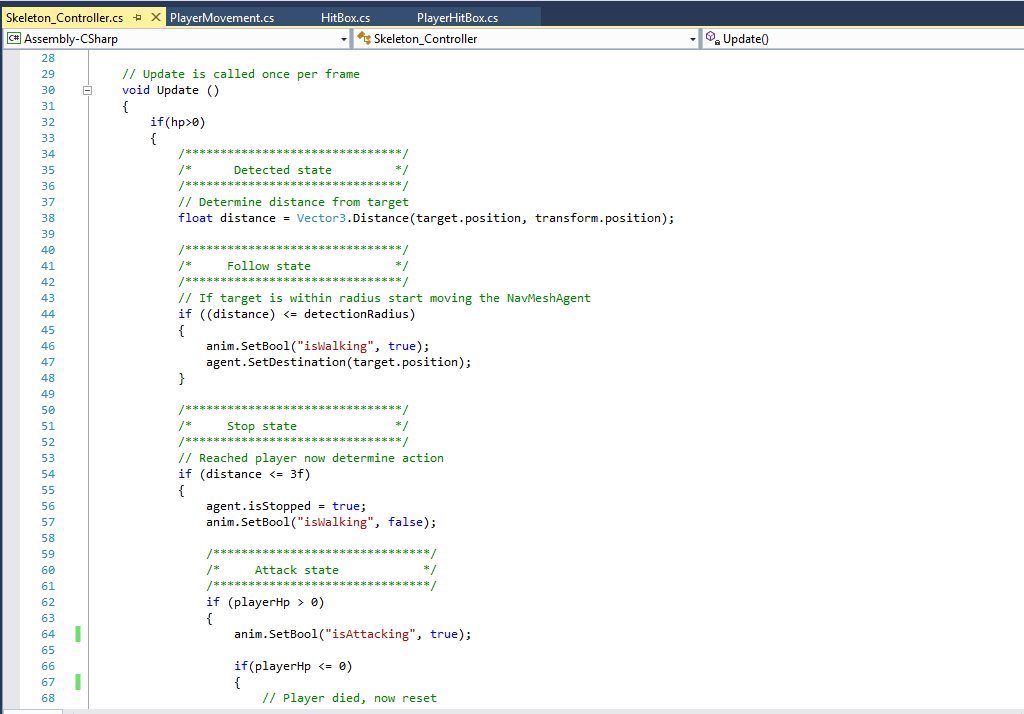 Skeleton_Controller.cs PlayerMovement.cs HitBox.cs PlayerHitBox.cs
C# Assembly-CSharp Skeleton_Controller Update()
28
29 // Update is called once per frame
30 void Update ()
31 {
32 if(hp>0)
33 {
34 /*******************************/
35 /* Detected state */
36 /*******************************/
37 // Determine distance from target
38 float distance = Vector3.Distance(target.position, transform.position);
39
40 /*******************************/
41 /* Follow state */
42 /*******************************/
43 // If target is within radius start moving the NavMeshAgent
44 if ((distance) <= detectionRadius)
45 {
46 anim.SetBool("isWalking", true);
47 agent.SetDestination(target.position);
48 }
49
50 /*******************************/
51 /* Stop state */
52 /*******************************/
53 // Reached player now determine action
54 if (distance <= 3f)
55 {
56 agent.isStopped = true;
57 anim.SetBool("isWalking", false);
58
59 /*******************************/
60 /* Attack state */
61 /*******************************/
62 if (playerHp > 0)
63 {
64 anim.SetBool("isAttacking", true);
65
66 if(playerHp <= 0)
67 {
68 // Player died, now reset